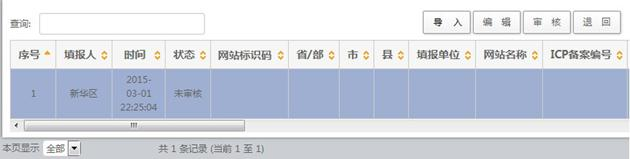 查询: 导 入 编 辑 审 核 退 回
序号 填报人 时间 状态 网站标识码 省/部 市 县 填报单位 网站名称 ICP备案编号
1 新华区 2015-03-01 22:25:04 未审核
本页显示 全部 共 1 条记录 (当前 1 至 1)